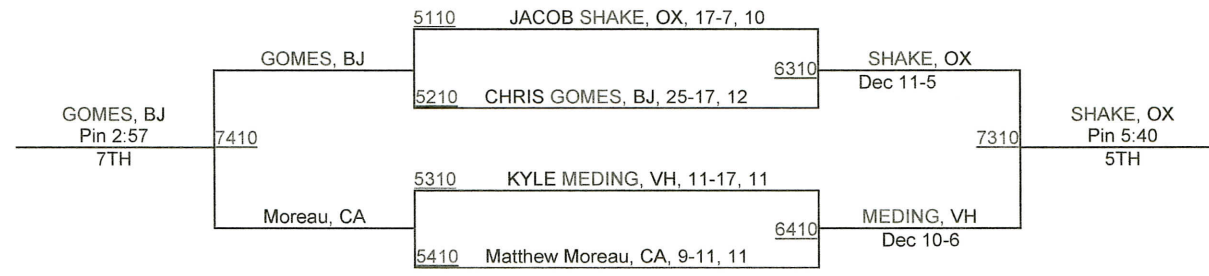 5110 JACOB SHAKE, OX, 17-7, 10
GOMES, BJ
6310 SHAKE, OX
Dec 11-5
5210 CHRIS GOMES, BJ, 25-17, 12
GOMES, BJ
Pin 2:57
7TH
7410
7310
SHAKE, OX
Pin 5:40
5TH
5310 KYLE MEDING, VH, 11-17, 11
Moreau, CA
6410 MEDING, VH
Dec 10-6
5410 Matthew Moreau, CA, 9-11, 11